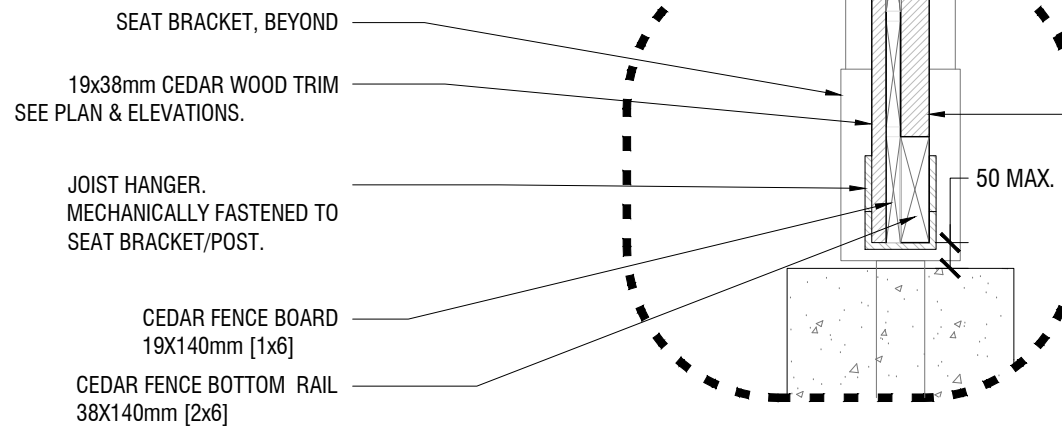 SEAT BRACKET, BEYOND
19x38mm CEDAR WOOD TRIM
SEE PLAN & ELEVATIONS.
JOIST HANGER.
MECHANICALLY FASTENED TO
SEAT BRACKET/POST.
50 MAX.
CEDAR FENCE BOARD
19X140mm [1x6]
CEDAR FENCE BOTTOM RAIL
38X140mm [2x6]